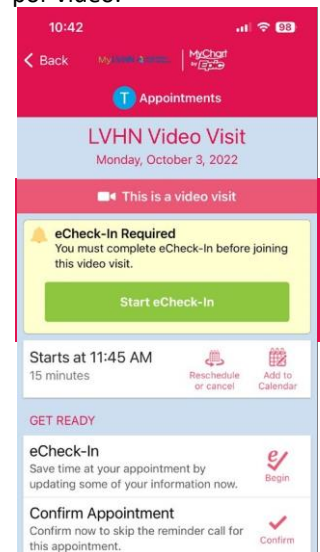 per video.
10:42
98
Back
MyChart
by Epic
T Appointments
LVHN Video Visit
Monday, October 3, 2022
This is a video visit
eCheck-In Required
You must complete eCheck-In before joining
this video visit.
Start eCheck-In
Starts at 11:45 AM
15 minutes
Reschedule
or cancel
Add to
Calendar
GET READY
eCheck-In
Save time at your appointment by
updating some of your information now.
Begin
Confirm Appointment
Confirm now to skip the reminder call for
this appointment.
Confirm